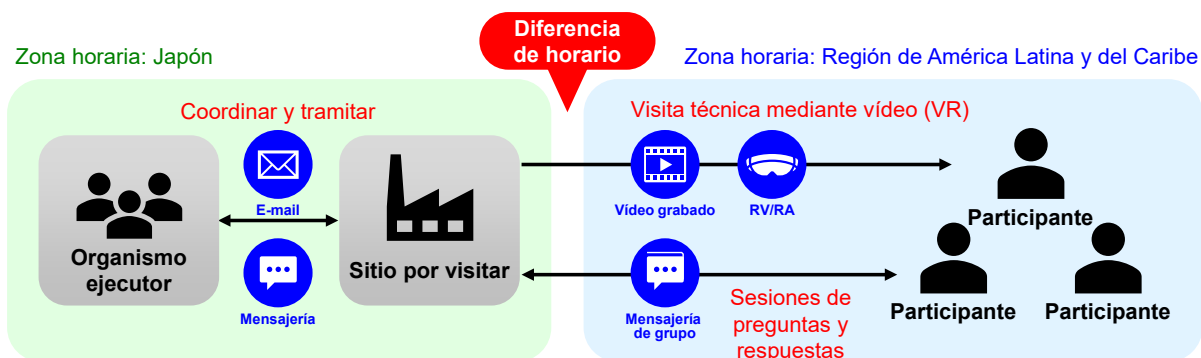 Diferencia
de horario
Zona horaria: Japón
Zona horaria: Región de América Latina y del Caribe
Coordinar y tramitar
Visita técnica mediante vídeo (VR)
E-mail
Vídeo grabado
RV/RA
Participante
Organismo
ejecutor
Sitio por visitar
Mensajería
Mensajería
de grupo
Sesiones de
preguntas y
respuestas
Participante
Participante